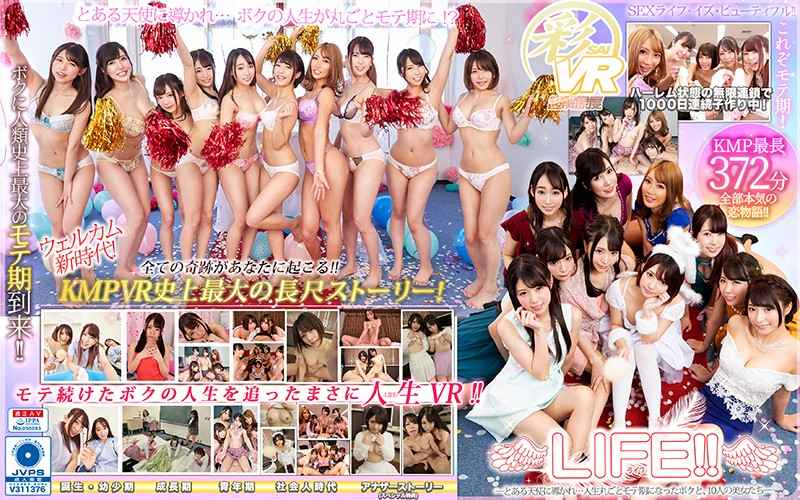 とある天使に導かれ… ボクの人生が丸ごとモテ期に!?
ボクに人類史上最大のモテ期到来!!
ウェルカム
新時代!
全ての奇跡があなたに起こる!!
KMPVR史上最大の長尺ストーリー!
モテ続けたボクの人生を追ったまさに人生VR!!
誕生・幼少期
成長期
青年期
社会人時代
アナザーストーリー
適正AV
IPPA
JVPS
V311376
彩
SAI
VR
SEXライフ・イズ・ビューティフル!!
これぞモテ期!
ハーレム状態の無限連鎖で
1000日連続子作り中!
KMP最長
372分
全部本気の
恋物語!!
LIFE!!
―とある天使に導かれ…人生丸ごとモテ期になったボクと、10人の美女たち―